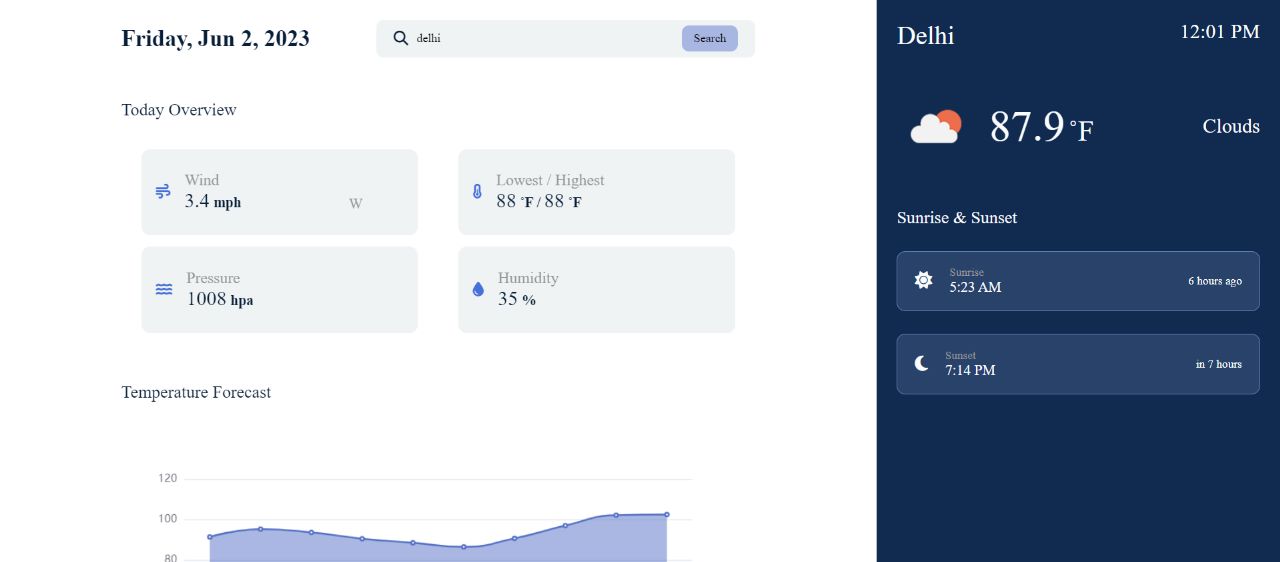 Friday, Jun 2, 2023
delhi
Search
Today Overview
Wind
3.4 mph
W
Lowest / Highest
88 °F / 88 °F
Pressure
1008 hpa
Humidity
35 %
Temperature Forecast
120
100
80
Delhi
12:01 PM
87.9 °F
Clouds
Sunrise & Sunset
Sunrise
5:23 AM
6 hours ago
Sunset
7:14 PM
in 7 hours